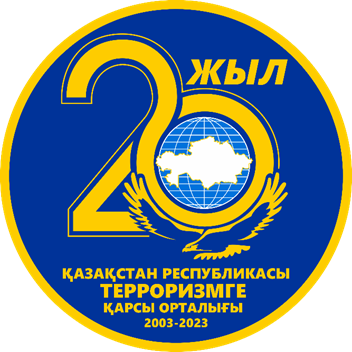 20 ЖЫЛ
ҚАЗАҚСТАН РЕСПУБЛИКАСЫ
ТЕРРОРИЗМГЕ
ҚАРСЫ ОРТАЛЫҒЫ
2003-2023